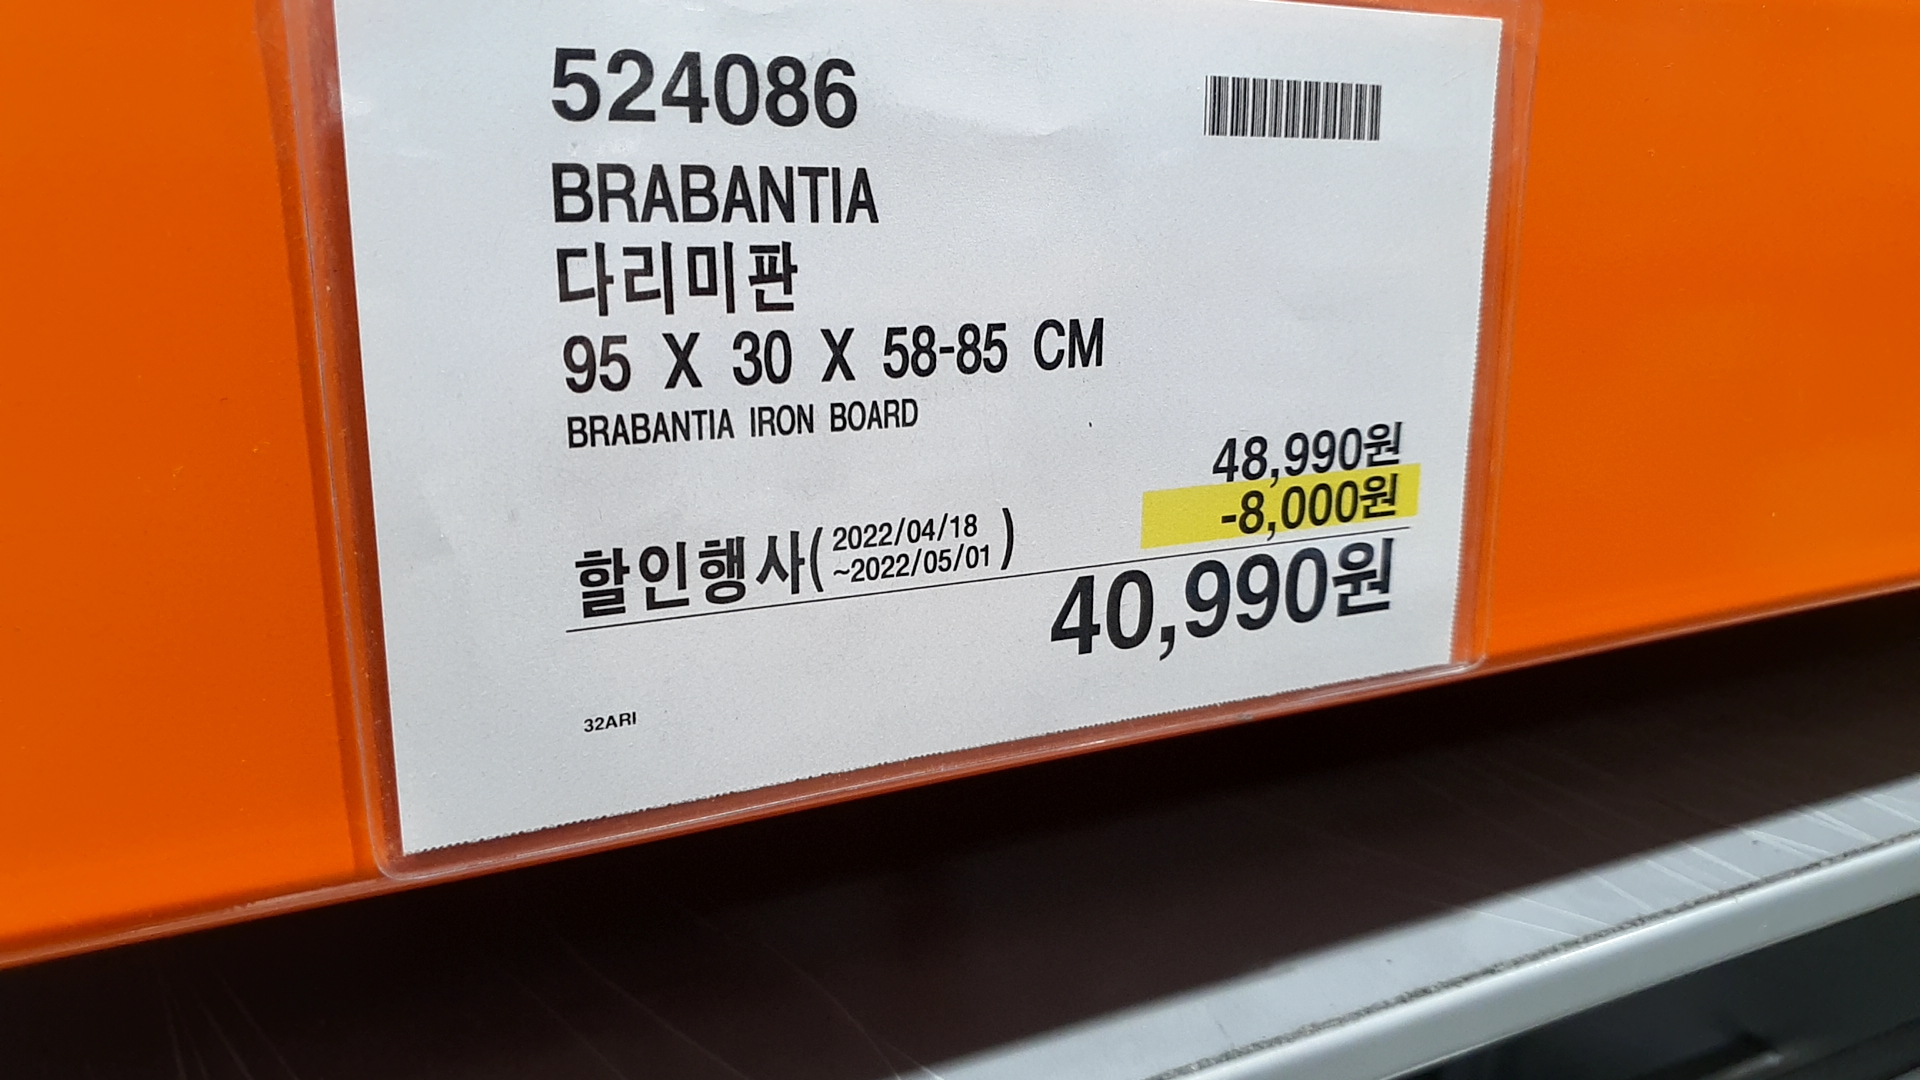 524086
BRABANTIA
다리미판
95 X 30 X 58-85 CM
BRABANTIA IRON BOARD
48,990원
-8,000원
할인행사( 2022/04/18
~2022/05/01 )
40,990원
32ARI